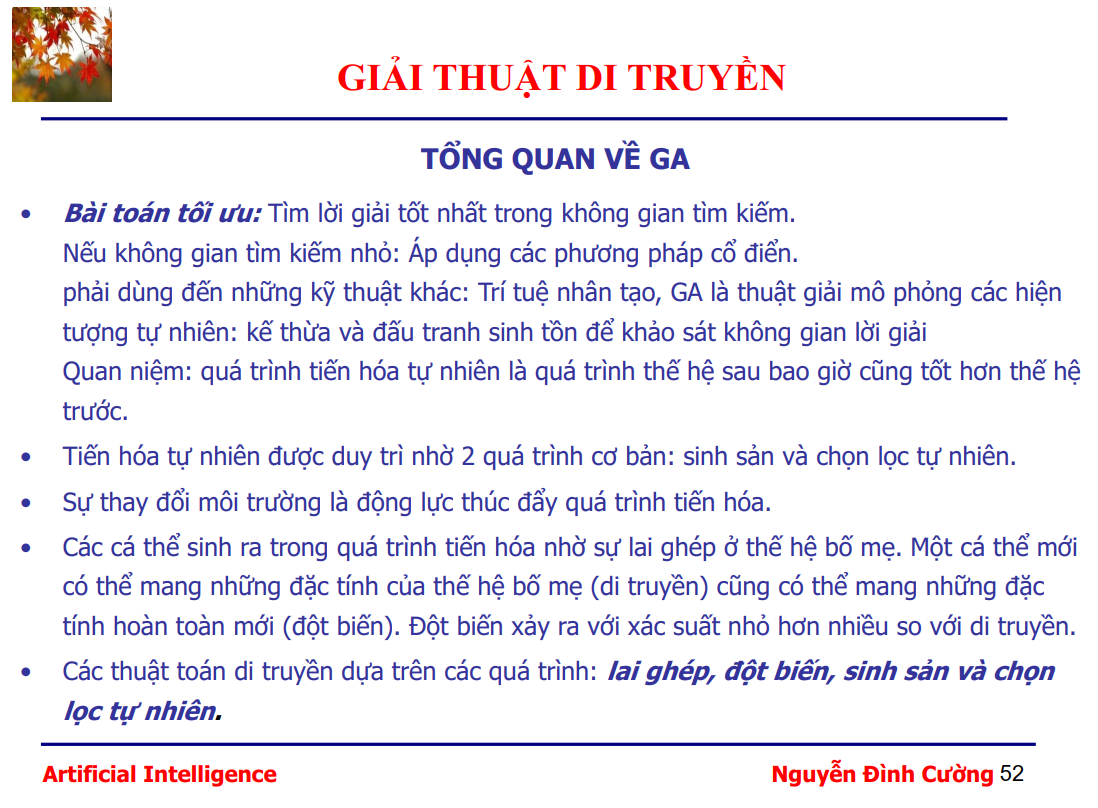 GIẢI THUẬT DI TRUYỀN
TỔNG QUAN VỀ GA
• Bài toán tối ưu: Tìm lời giải tốt nhất trong không gian tìm kiếm.
Nếu không gian tìm kiếm nhỏ: Áp dụng các phương pháp cổ điển.
phải dùng đến những kỹ thuật khác: Trí tuệ nhân tạo, GA là thuật giải mô phỏng các hiện
tượng tự nhiên: kế thừa và đấu tranh sinh tồn để khảo sát không gian lời giải
Quan niệm: quá trình tiến hóa tự nhiên là quá trình thế hệ sau bao giờ cũng tốt hơn thế hệ
trước.
• Tiến hóa tự nhiên được duy trì nhờ 2 quá trình cơ bản: sinh sản và chọn lọc tự nhiên.
• Sự thay đổi môi trường là động lực thúc đẩy quá trình tiến hóa.
• Các cá thể sinh ra trong quá trình tiến hóa nhờ sự lai ghép ở thế hệ bố mẹ. Một cá thể mới
có thể mang những đặc tính của thế hệ bố mẹ (di truyền) cũng có thể mang những đặc
tính hoàn toàn mới (đột biến). Đột biến xảy ra với xác suất nhỏ hơn nhiều so với di truyền.
• Các thuật toán di truyền dựa trên các quá trình: lai ghép, đột biến, sinh sản và chọn
lọc tự nhiên.
Artificial Intelligence
Nguyễn Đình Cường 52